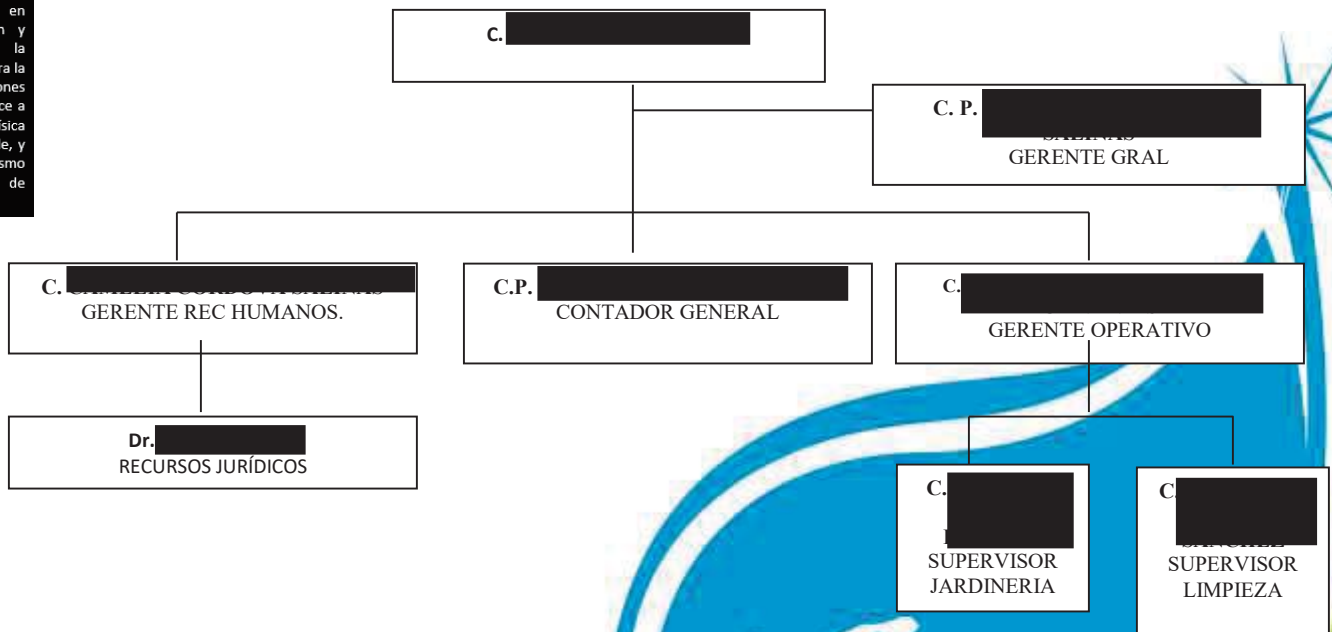 en
y
la
ra la
ones
ce a
ísica
le, y
smo
de
C.
C. P.
GERENTE GRAL
C.
GERENTE REC HUMANOS.
C.P.
CONTADOR GENERAL
C.
GERENTE OPERATIVO
Dr.
RECURSOS JURÍDICOS
C.
SUPERVISOR
JARDINERIA
C.
SUPERVISOR
LIMPIEZA